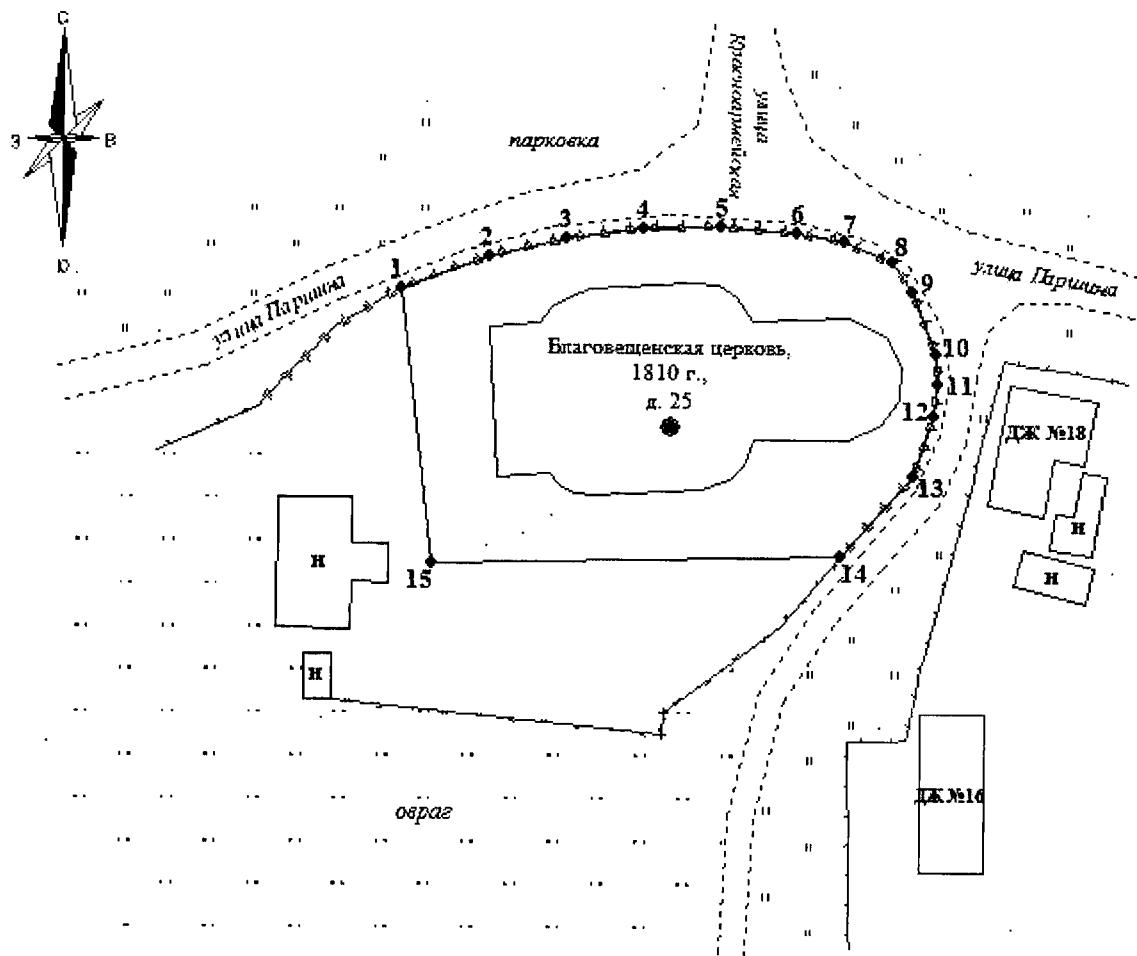 С
З В
Ю
парковка
улица
Красноармейская
1
2
3
4
5
6
7
8
9
10
11
12
13
14
15
улица Паршина
улица Паршина
Благовещенская церковь,
1810 г.,
д. 25
ДЖ №18
Н
Н
Н
Н
ДЖ №16
овраг